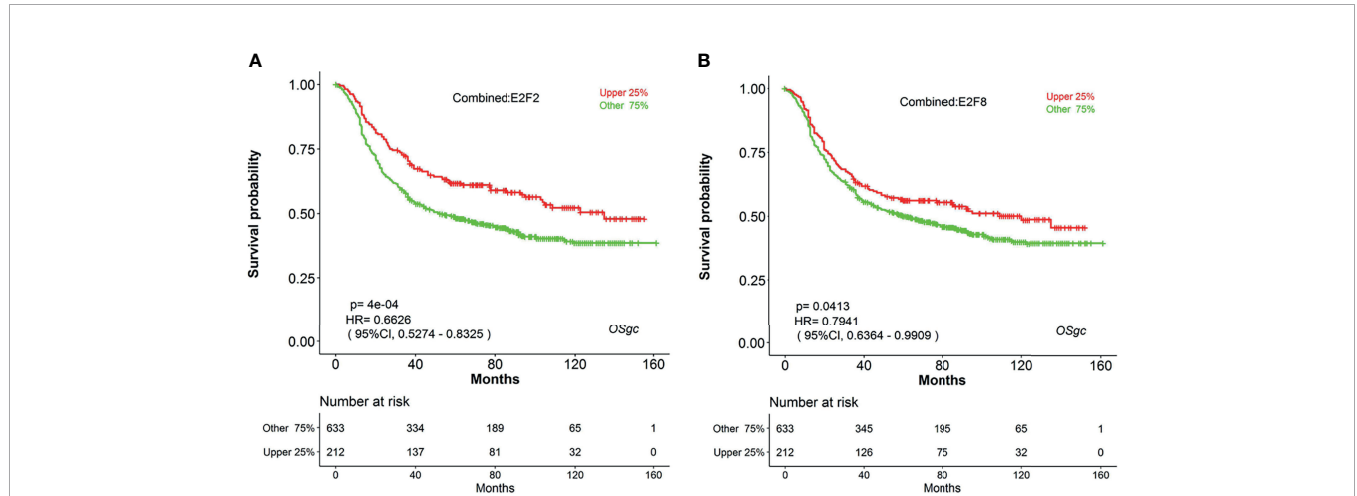 A
Combined:E2F2
Upper 25%
Other 75%
1.00
0.75
0.50
0.25
0.00
Survival probability
p= 4e-04
HR= 0.6626
( 95%CI, 0.5274 - 0.8325 )
OSgc
0 40 80 120 160
Months
Number at risk
Other 75% 633 334 189 65 1
Upper 25% 212 137 81 32 0
0 40 80 120 160
Months
B
Combined:E2F8
Upper 25%
Other 75%
1.00
0.75
0.50
0.25
0.00
Survival probability
p= 0.0413
HR= 0.7941
( 95%CI, 0.6364 - 0.9909 )
OSgc
0 40 80 120 160
Months
Number at risk
Other 75% 633 345 195 65 1
Upper 25% 212 126 75 32 0
0 40 80 120 160
Months